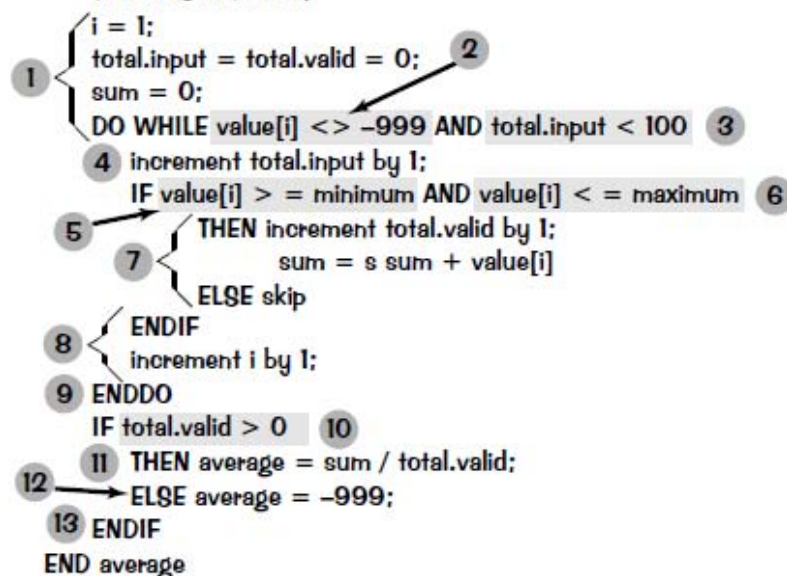 i = 1;
2
total.input = total.valid = 0;
1
sum = 0;
DO WHILE value[i] <> –999 AND total.input < 100 3
4 increment total.input by 1;
IF value[i] > = minimum AND value[i] < = maximum 6
5
THEN increment total.valid by 1;
7
sum = s sum + value[i]
ELSE skip
ENDIF
8
increment i by 1;
9 ENDDO
IF total.valid > 0 10
11 THEN average = sum / total.valid;
12
ELSE average = –999;
13 ENDIF
END average